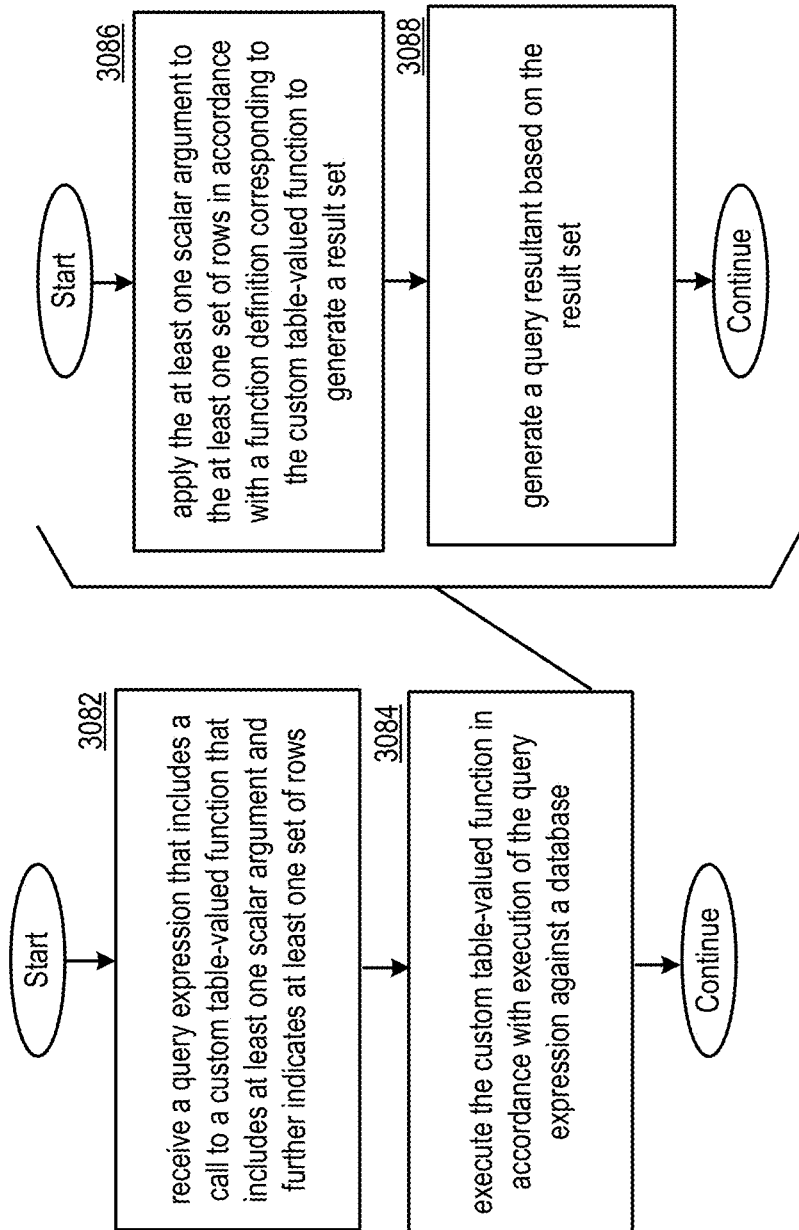 Start
3082
receive a query expression that includes a
call to a custom table-valued function that
includes at least one scalar argument and
further indicates at least one set of rows
3084
execute the custom table-valued function in
accordance with execution of the query
expression against a database
Continue
Start
3086
apply the at least one scalar argument to
the at least one set of rows in accordance
with a function definition corresponding to
the custom table-valued function to
generate a result set
3088
generate a query resultant based on the
result set
Continue